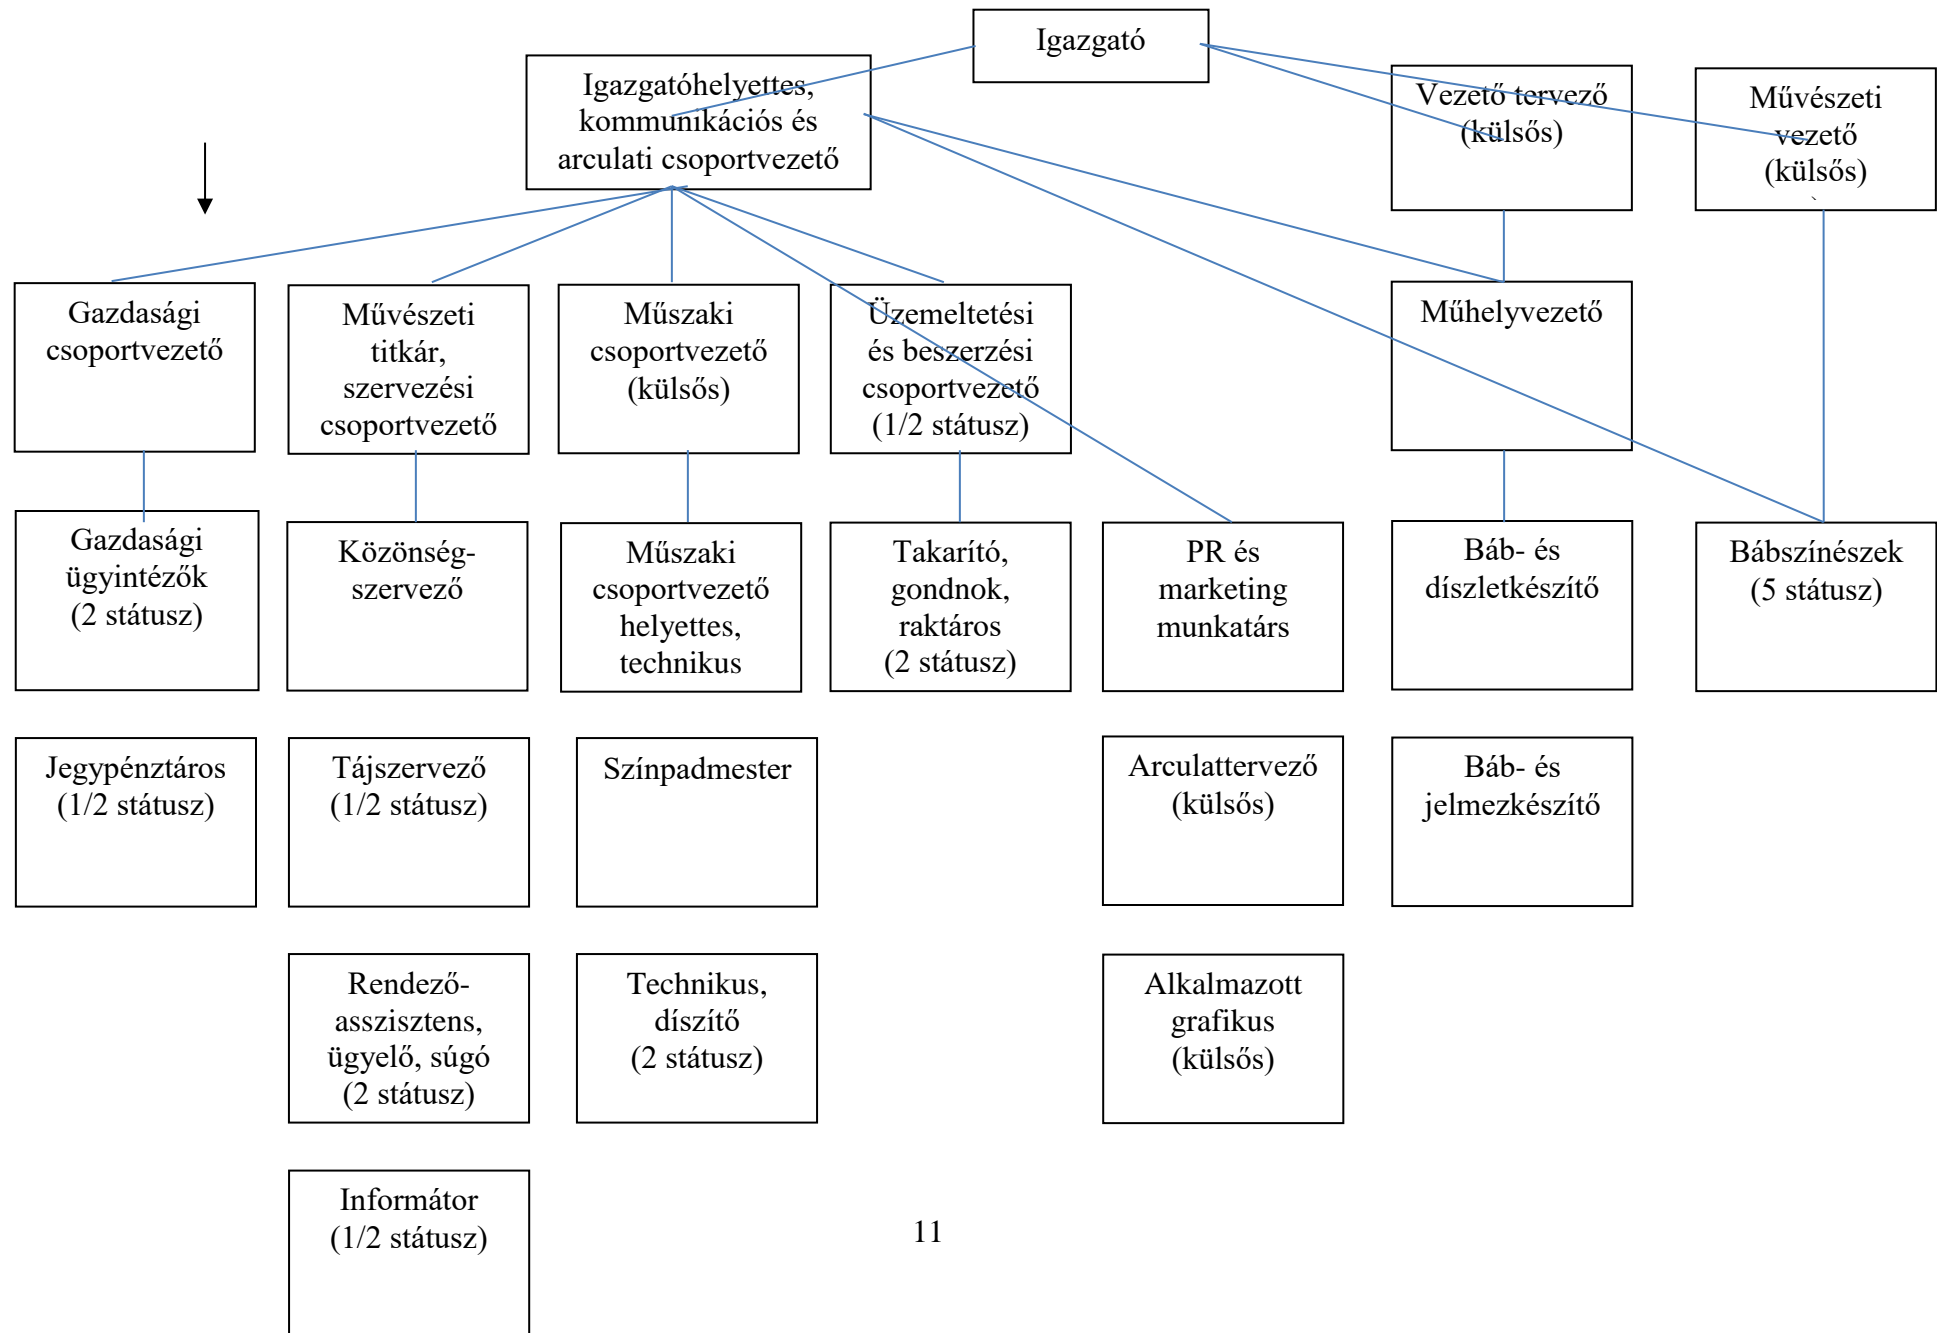 Igazgató
Igazgatóhelyettes,
kommunikációs és
arculati csoportvezető
Vezető tervező
(külsős)
Művészeti
vezető
(külsős)
Gazdasági
csoportvezető
Művészeti
titkár,
szervezési
csoportvezető
Műszaki
csoportvezető
(külsős)
Üzemeltetési
és beszerzési
csoportvezető
(1/2 státusz)
Műhelyvezető
Gazdasági
ügyintézők
(2 státusz)
Közönség-
szervező
Műszaki
csoportvezető
helyettes,
technikus
Takarító,
gondnok,
raktáros
(2 státusz)
PR és
marketing
munkatárs
Báb- és
díszletkészítő
Bábszínészek
(5 státusz)
Jegypénztáros
(1/2 státusz)
Tájszervező
(1/2 státusz)
Színpadmester
Arculattervező
(külsős)
Báb- és
jelmezkészítő
Rendező-
asszisztens,
ügyelő, súgó
(2 státusz)
Technikus,
díszítő
(2 státusz)
Alkalmazott
grafikus
(külsős)
Informátor
(1/2 státusz)
11